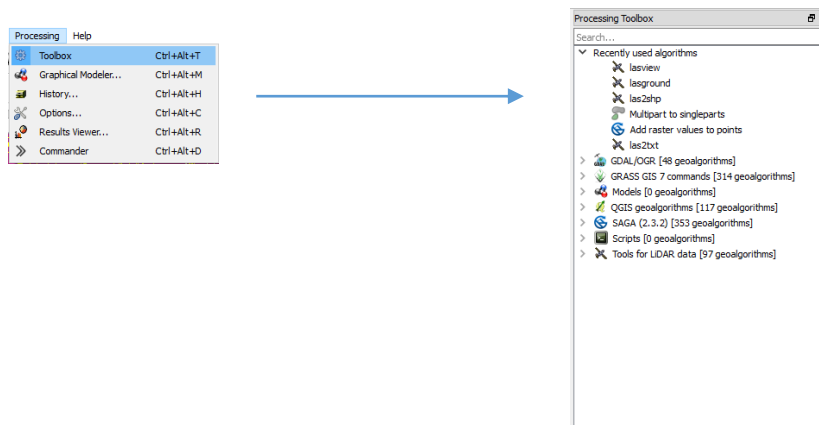 Processing Help
Toolbox Ctrl+Alt+T
Graphical Modeler... Ctrl+Alt+M
History... Ctrl+Alt+H
Options... Ctrl+Alt+C
Results Viewer... Ctrl+Alt+R
Commander Ctrl+Alt+D
Processing Toolbox
Search...
Recently used algorithms
lasview
lasground
las2shp
Multipart to singleparts
Add raster values to points
las2txt
GDAL/OGR [48 geoalgorithms]
GRASS GIS 7 commands [314 geoalgorithms]
Models [0 geoalgorithms]
QGIS geoalgorithms [117 geoalgorithms]
SAGA (2.3.2) [353 geoalgorithms]
Scripts [0 geoalgorithms]
Tools for LiDAR data [97 geoalgorithms]